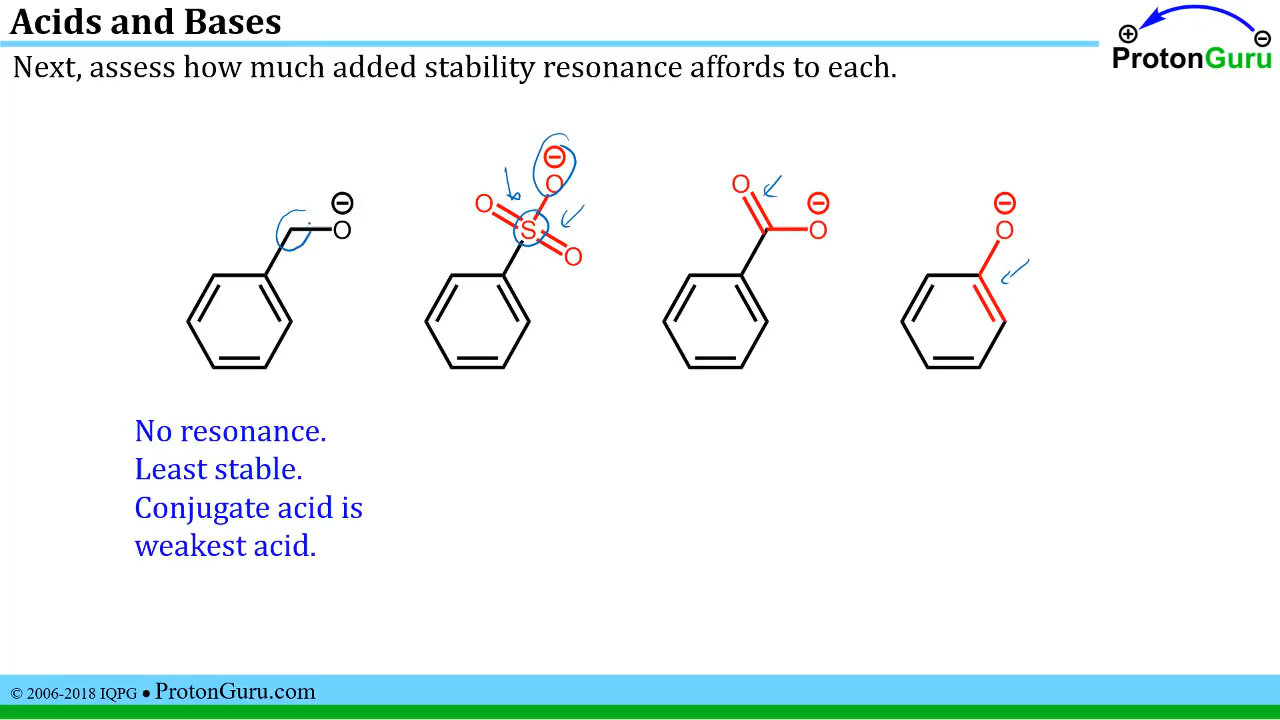 Acids and Bases
ProtonGuru
Next, assess how much added stability resonance affords to each.
O
O
S
O
O
O
O
O
No resonance.
Least stable.
Conjugate acid is
weakest acid.
© 2006-2018 IQPG ● ProtonGuru.com